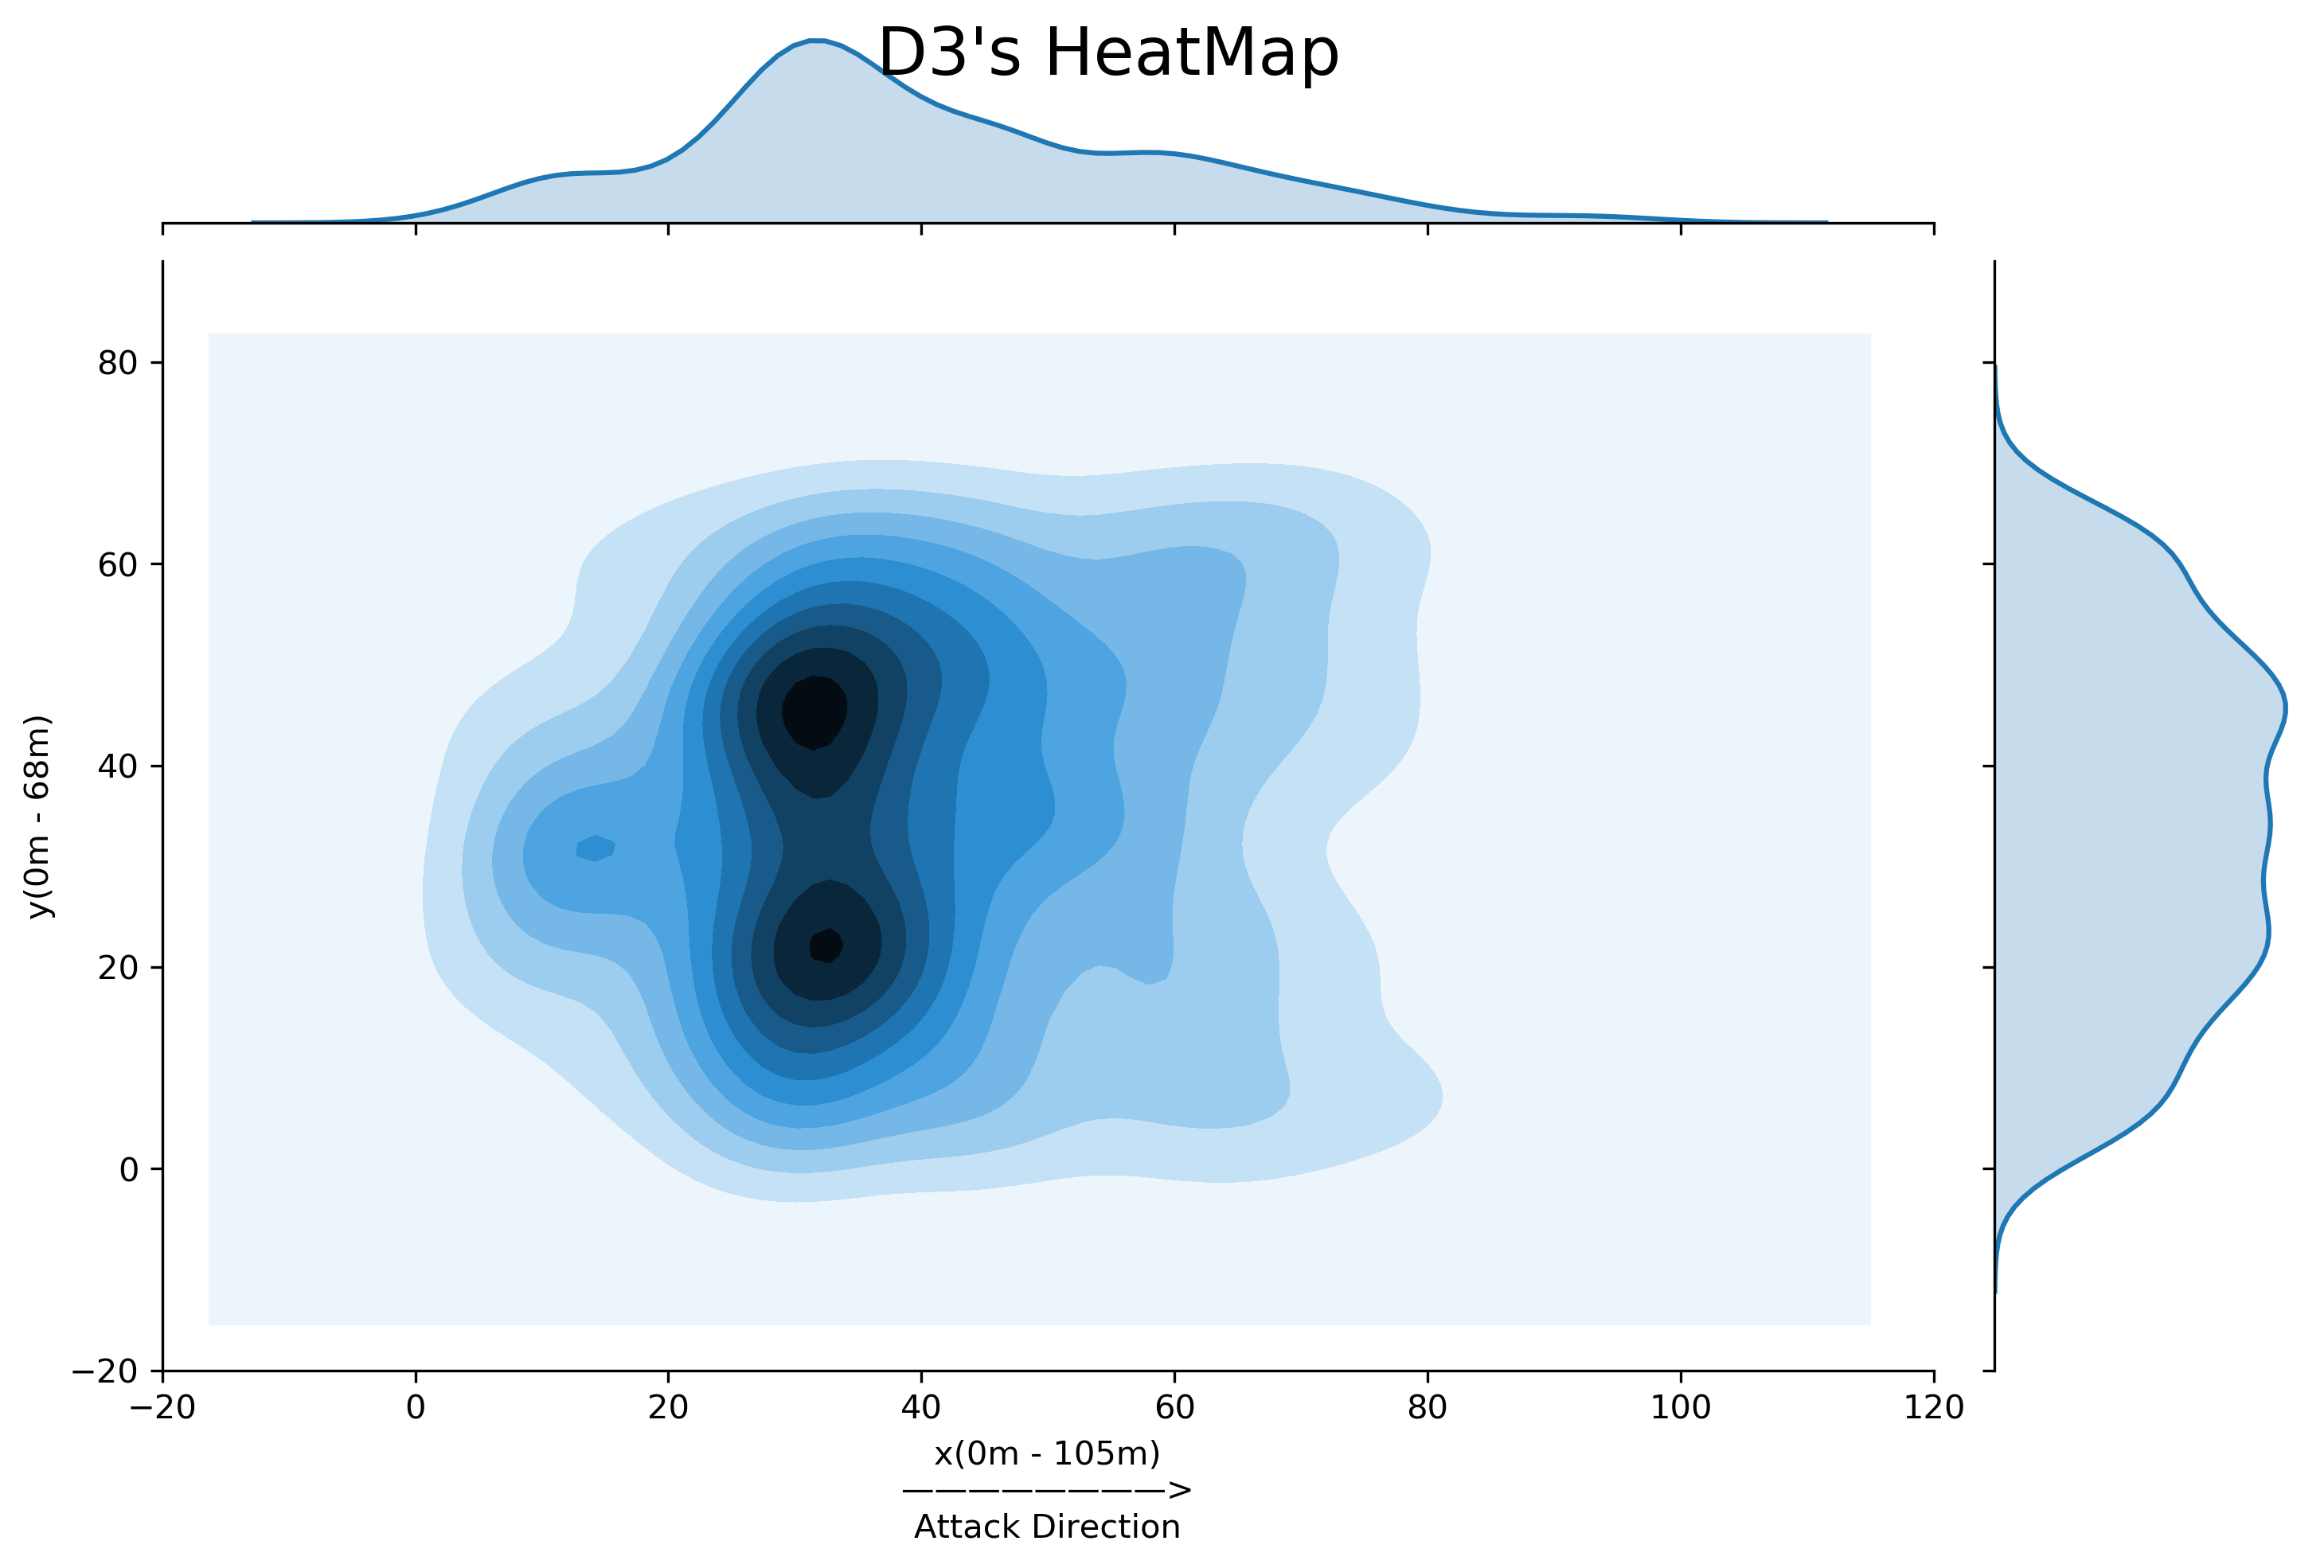 D3's HeatMap
80
60
40
20
0
−20
y(0m - 68m)
−20 0 20 40 60 80 100 120
x(0m - 105m)
————————>
Attack Direction